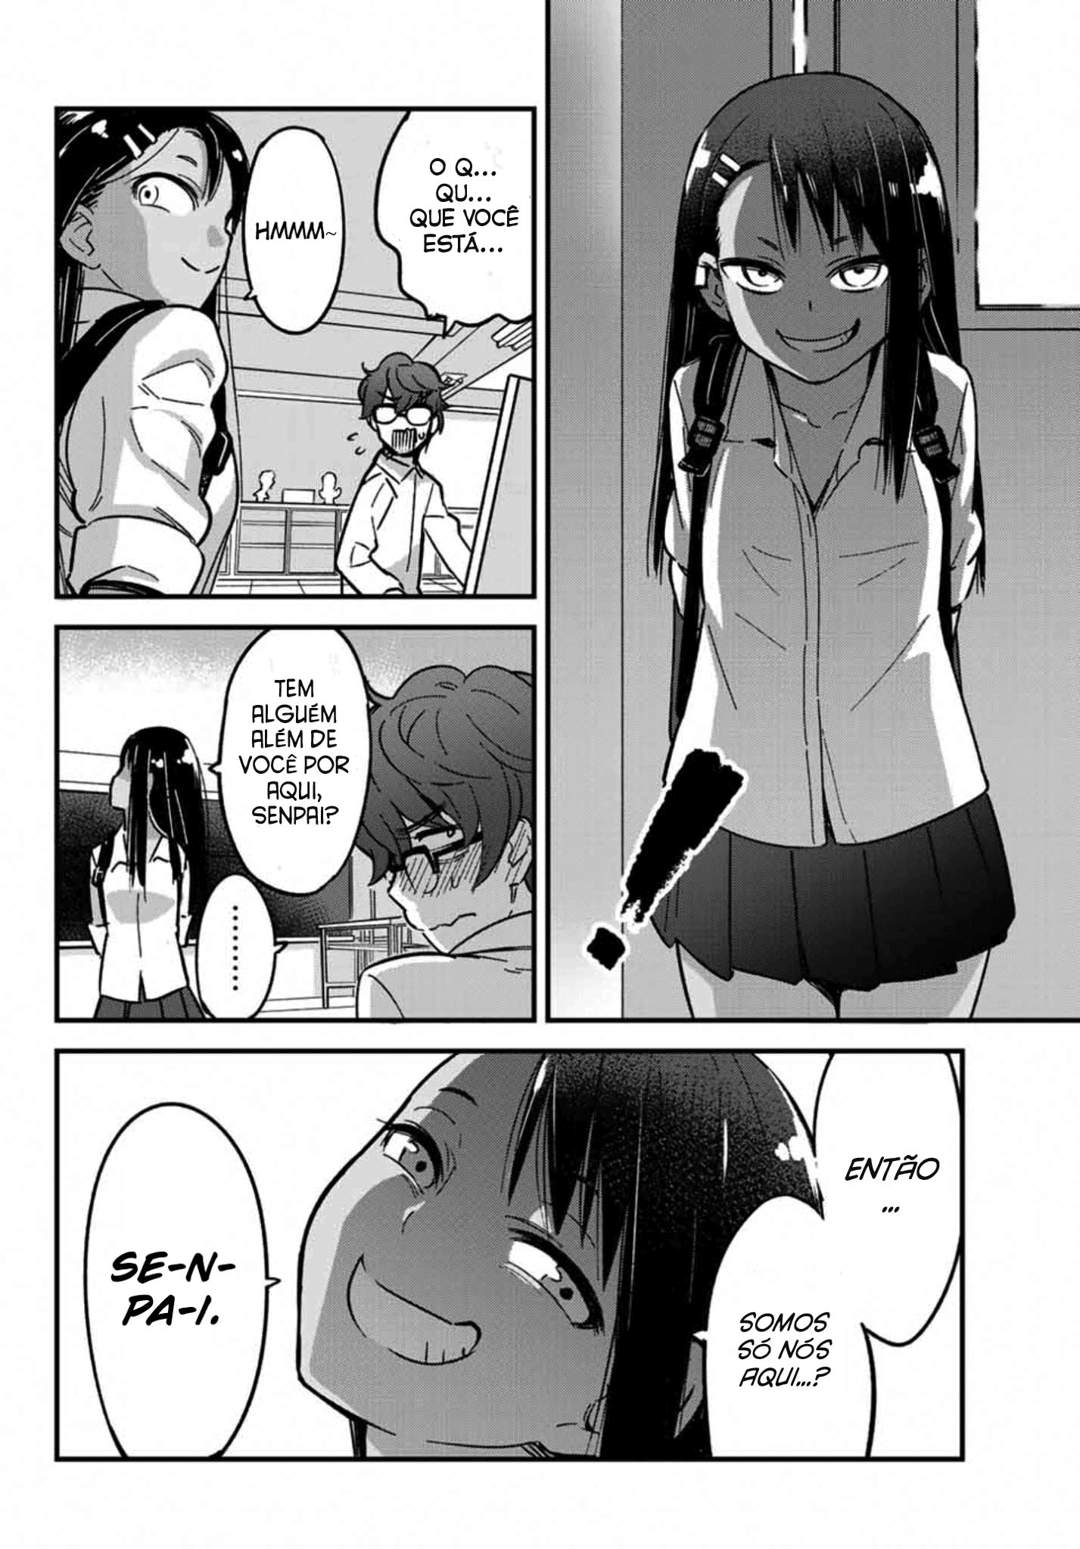 O Q...
QU...
QUE VOCÊ
ESTÁ...
HMMM~
TEM
ALGUÉM
ALÉM DE
VOCÊ POR
AQUI,
SENPAI?
........
ENTÃO
...
SOMOS
SÓ NÓS
AQUI...?
SE-N-
PA-I.